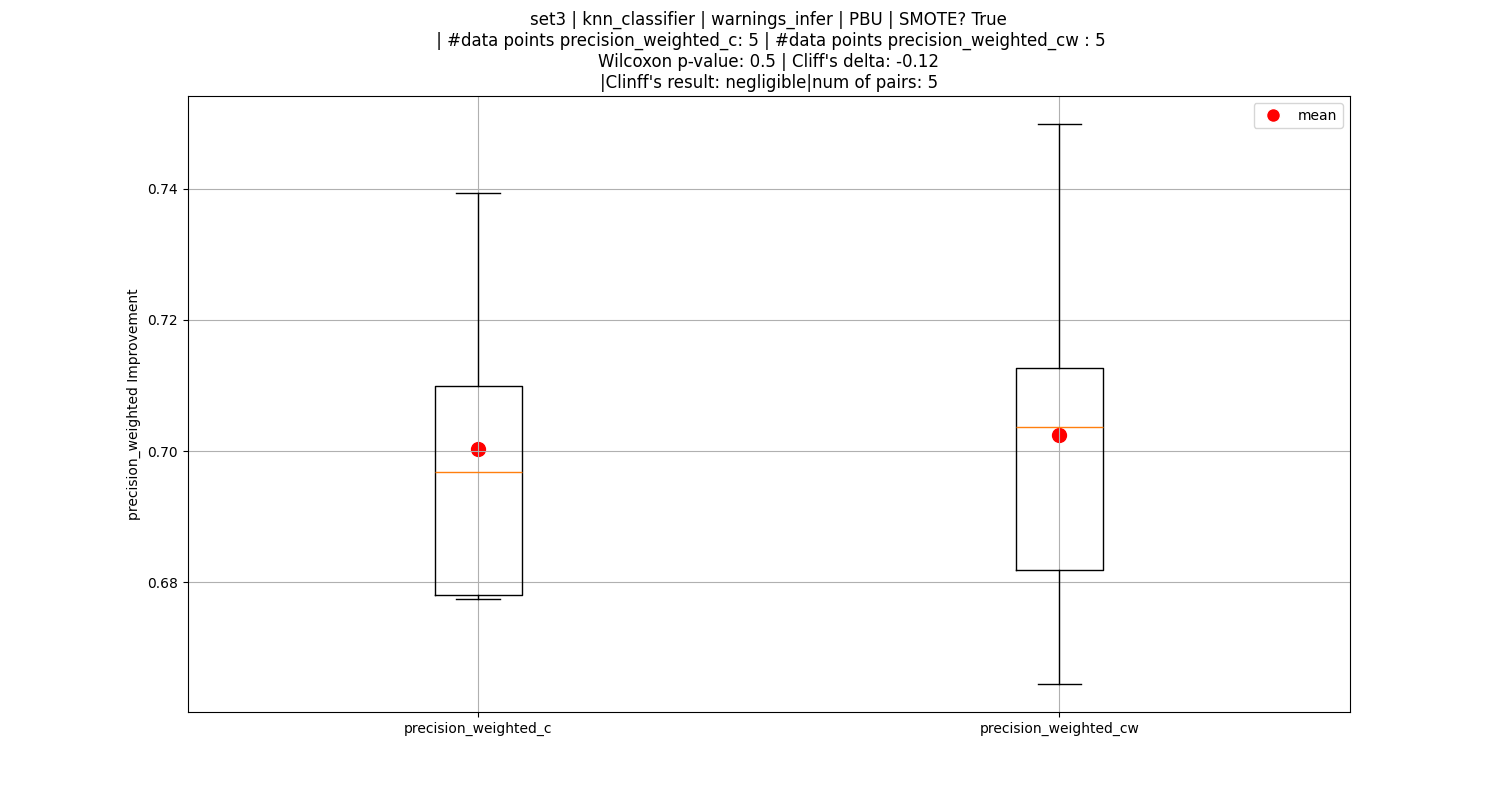 set3 | knn_classifier | warnings_infer | PBU | SMOTE? True
| #data points precision_weighted_c: 5 | #data points precision_weighted_cw : 5
Wilcoxon p-value: 0.5 | Cliff's delta: -0.12
|Clinff's result: negligible|num of pairs: 5
mean
0.74
0.72
0.70
0.68
precision_weighted Improvement
precision_weighted_c
precision_weighted_cw